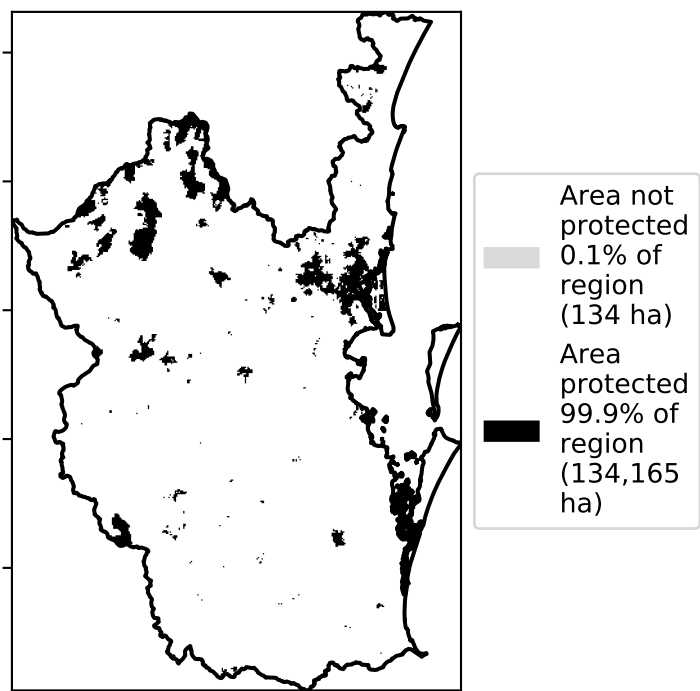 Area not
protected
0.1% of
region
(134 ha)
Area
protected
99.9% of
region
(134,165
ha)